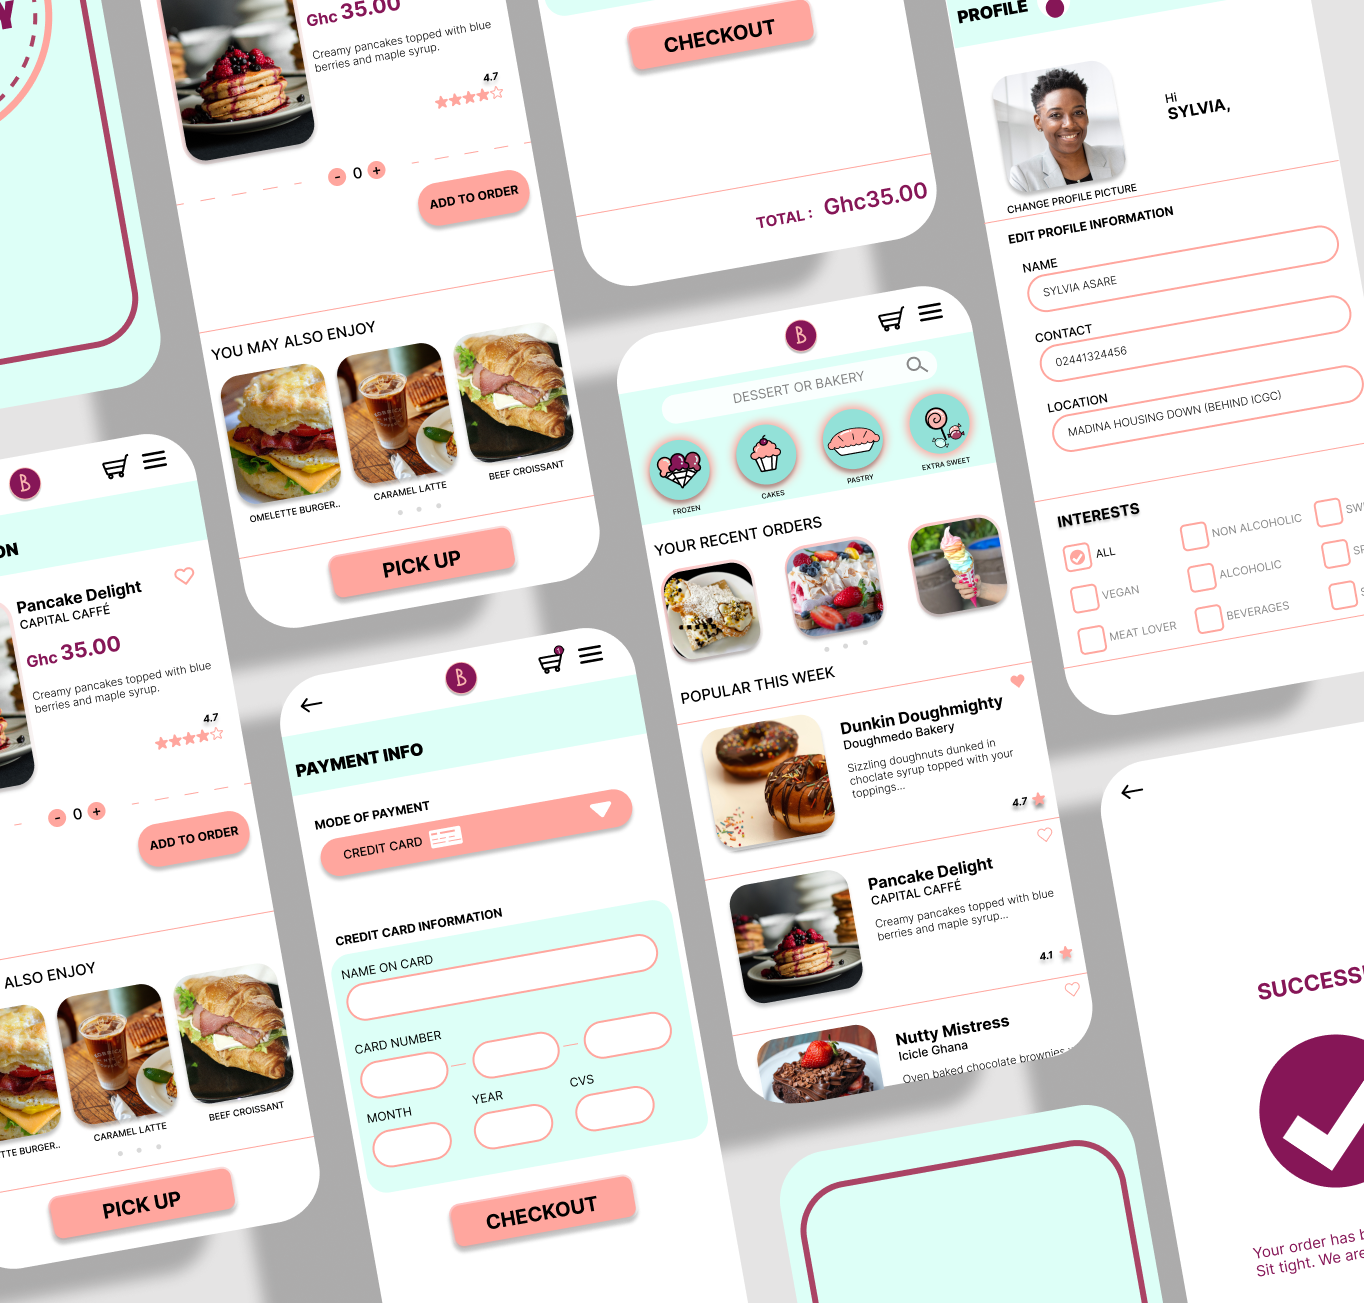 Y
Ghc 35.00
Creamy pancakes topped with blue
berries and maple syrup.
4.7
- 0 +
ADD TO ORDER
YOU MAY ALSO ENJOY
OMELETTE BURGER..
CARAMEL LATTE
BEEF CROISSANT
PICK UP
CHECKOUT
TOTAL : Ghc35.00
PROFILE
Hi
SYLVIA,
CHANGE PROFILE PICTURE
EDIT PROFILE INFORMATION
NAME
SYLVIA ASARE
CONTACT
02441324456
LOCATION
MADINA HOUSING DOWN (BEHIND ICGC)
INTERESTS
ALL
NON ALCOHOLIC
SW
VEGAN
ALCOHOLIC
SP
MEAT LOVER
BEVERAGES
S
B
DESSERT OR BAKERY
FROZEN
CAKES
PASTRY
EXTRA SWEET
YOUR RECENT ORDERS
POPULAR THIS WEEK
Dunkin Doughmighty
Doughmedo Bakery
Sizzling doughnuts dunked in
choclate syrup topped with your
toppings...
4.7
Pancake Delight
CAPITAL CAFFÉ
Creamy pancakes topped with blue
berries and maple syrup...
4.1
Nutty Mistress
Icicle Ghana
Oven baked chocolate brownies
B
ON
Pancake Delight
CAPITAL CAFFÉ
Ghc 35.00
Creamy pancakes topped with blue
berries and maple syrup.
4.7
- 0 +
ADD TO ORDER
ALSO ENJOY
TTE BURGER..
CARAMEL LATTE
BEEF CROISSANT
PICK UP
B
PAYMENT INFO
MODE OF PAYMENT
CREDIT CARD
CREDIT CARD INFORMATION
NAME ON CARD
CARD NUMBER
MONTH
YEAR
CVS
CHECKOUT
SUCCESS
Your order has b
Sit tight. We are